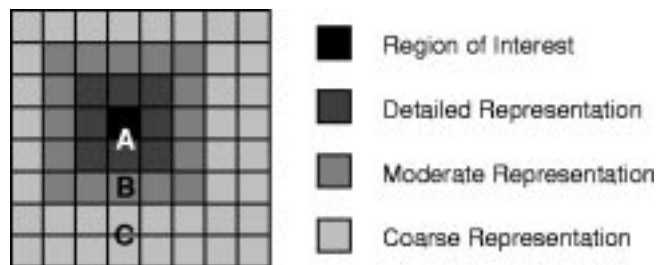 Region of Interest
Detailed Representation
A
Moderate Representation
B
Coarse Representation
C